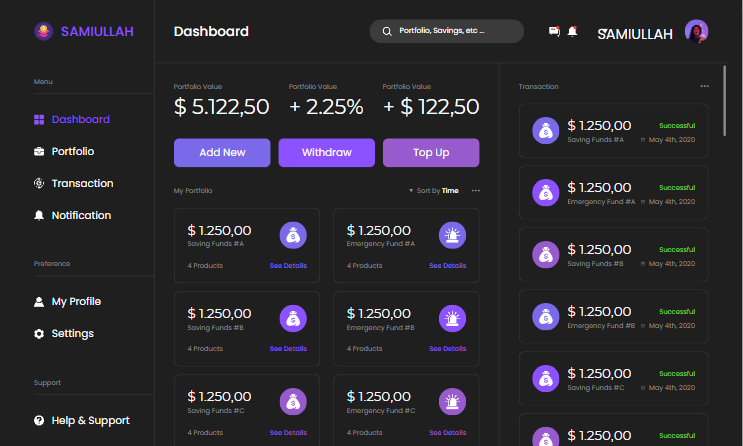 SAMIULLAH
Dashboard
Portfolio, Savings, etc ...
SAMIULLAH
Menu
Dashboard
Portfolio
Transaction
Notification
Preference
My Profile
Settings
Support
Help & Support
Portfolio Value
$ 5.122,50
Portfolio Value
+ 2.25%
Portfolio Value
+ $ 122,50
Add New
Withdraw
Top Up
My Portfolio
Sort by Time
$ 1.250,00
Saving Funds #A
4 Products
See Details
$ 1.250,00
Emergency Fund #A
4 Products
See Details
$ 1.250,00
Saving Funds #B
4 Products
See Details
$ 1.250,00
Emergency Fund #B
4 Products
See Details
$ 1.250,00
Saving Funds #C
4 Products
See Details
$ 1.250,00
Emergency Fund #C
4 Products
See Details
Transaction
$ 1.250,00
Successful
Saving Funds #A
May 4th, 2020
$ 1.250,00
Successful
Emergency Fund #A
May 4th, 2020
$ 1.250,00
Successful
Saving Funds #B
May 4th, 2020
$ 1.250,00
Successful
Emergency Fund #B
May 4th, 2020
$ 1.250,00
Successful
Saving Funds #C
May 4th, 2020
$ 1.250,00
Successful